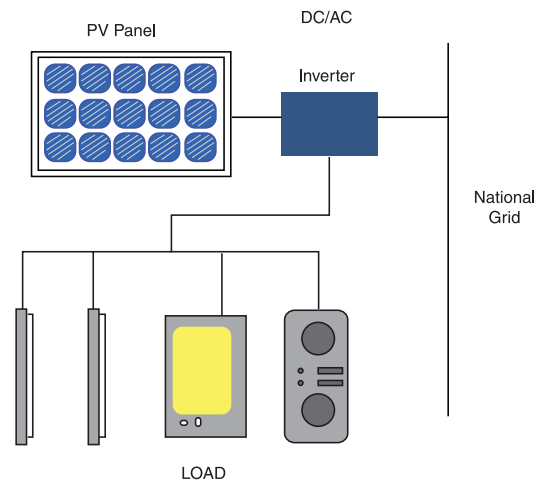 DC/AC
PV Panel
Inverter
National
Grid
LOAD